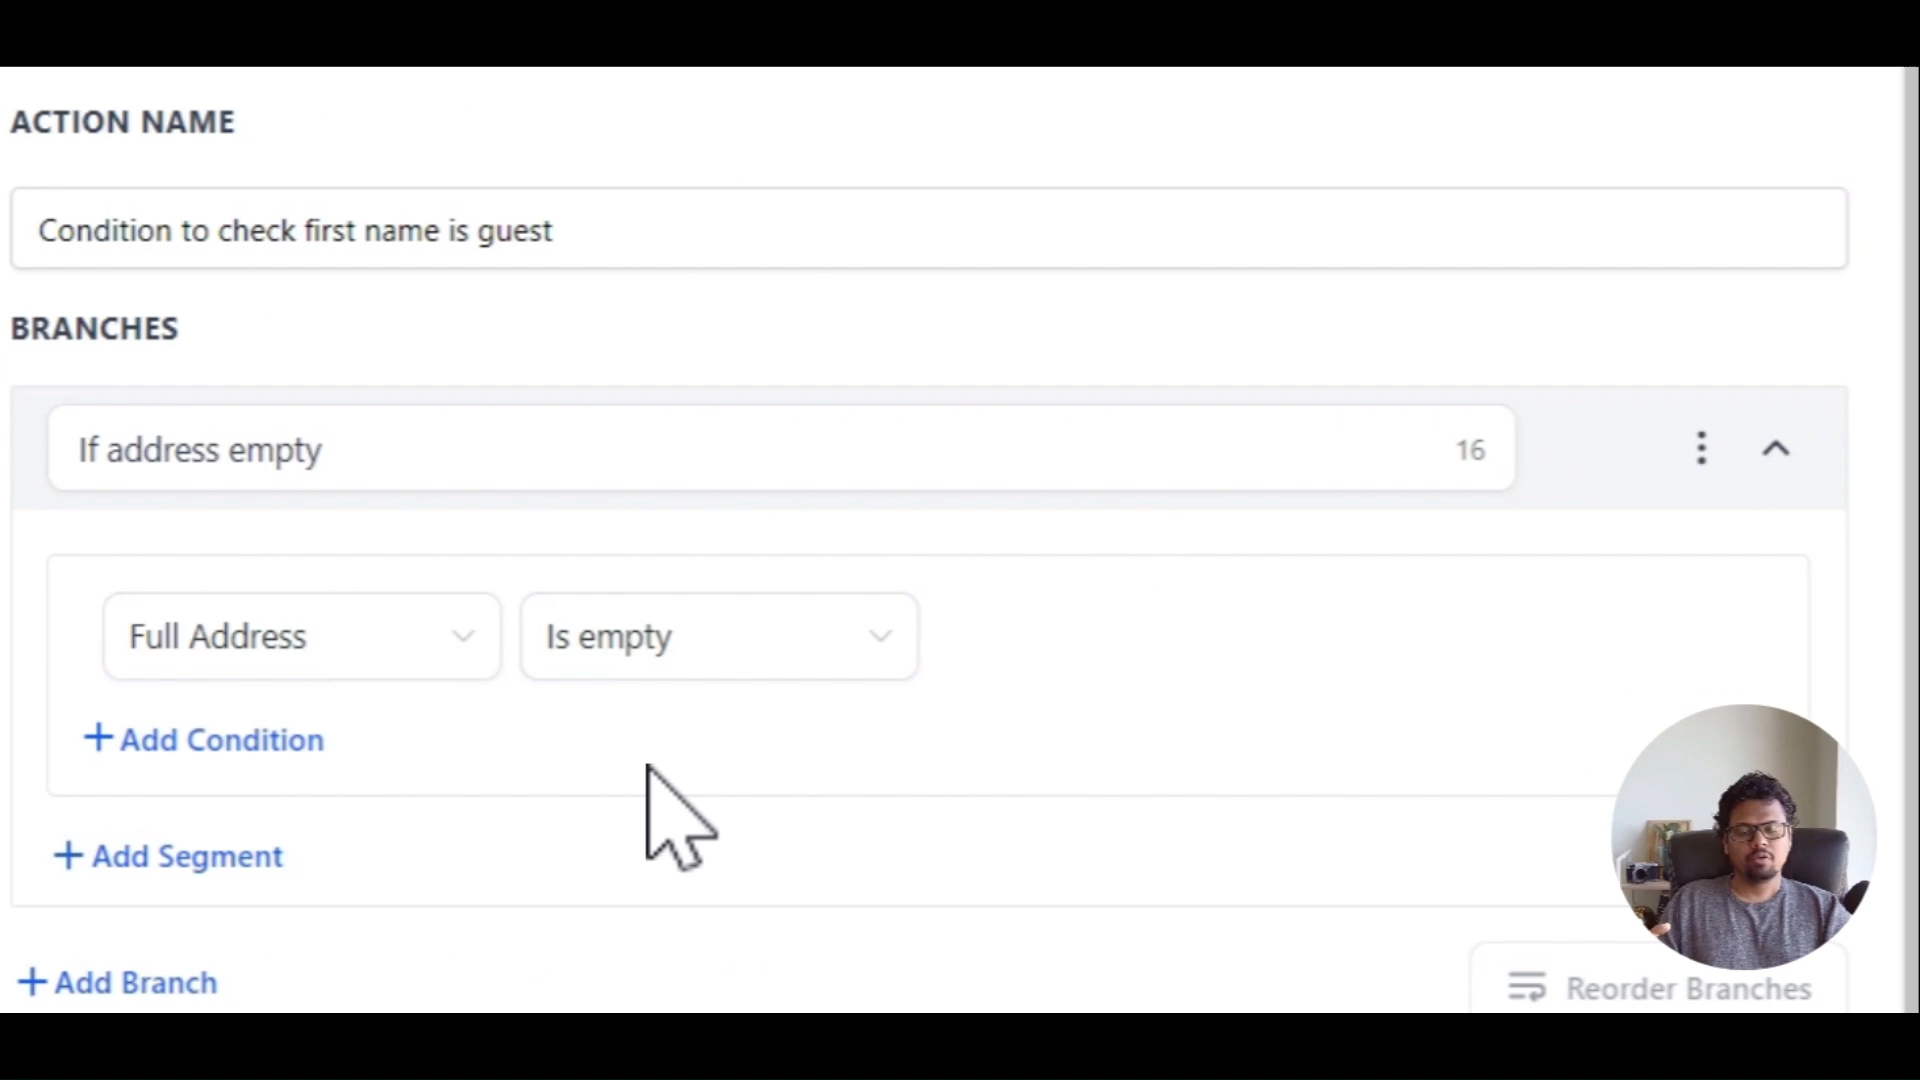 ACTION NAME
Condition to check first name is guest
BRANCHES
If address empty 16
Full Address Is empty
+ Add Condition
+ Add Segment
+ Add Branch Reorder Branches